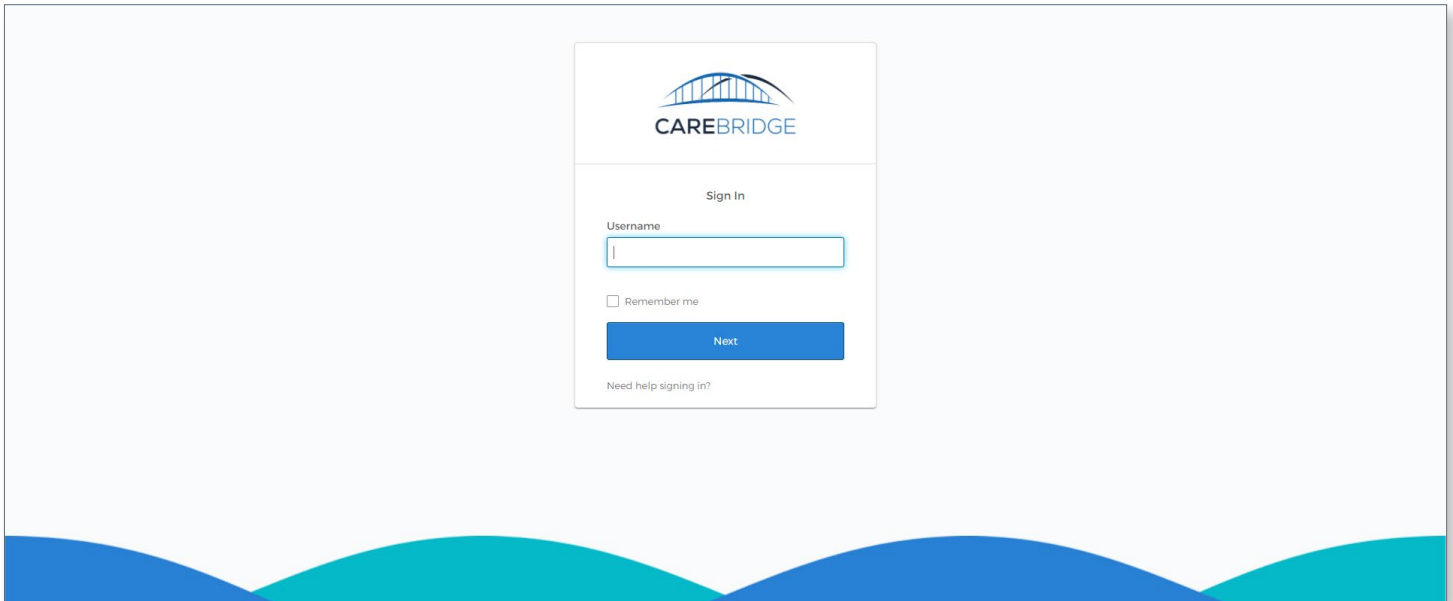 CAREBRIDGE
Sign In
Username
Remember me
Next
Need help signing in?